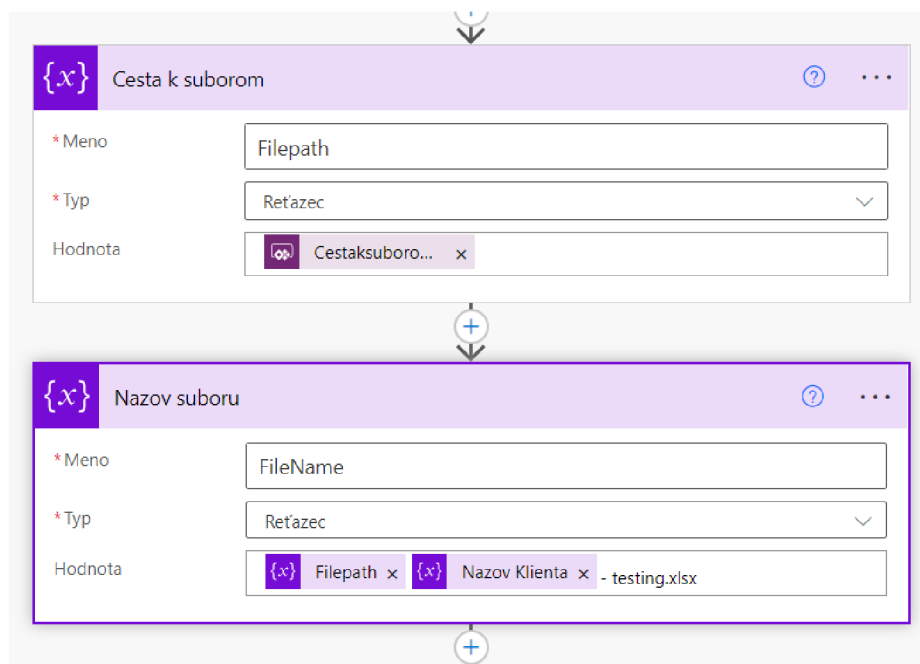 {x} Cesta k suborom
* Meno Filepath
* Typ Reťazec
Hodnota Cestaksuboro... ×
{x} Nazov suboru
* Meno FileName
* Typ Reťazec
Hodnota {x} Filepath × {x} Nazov Klienta × - testing.xlsx